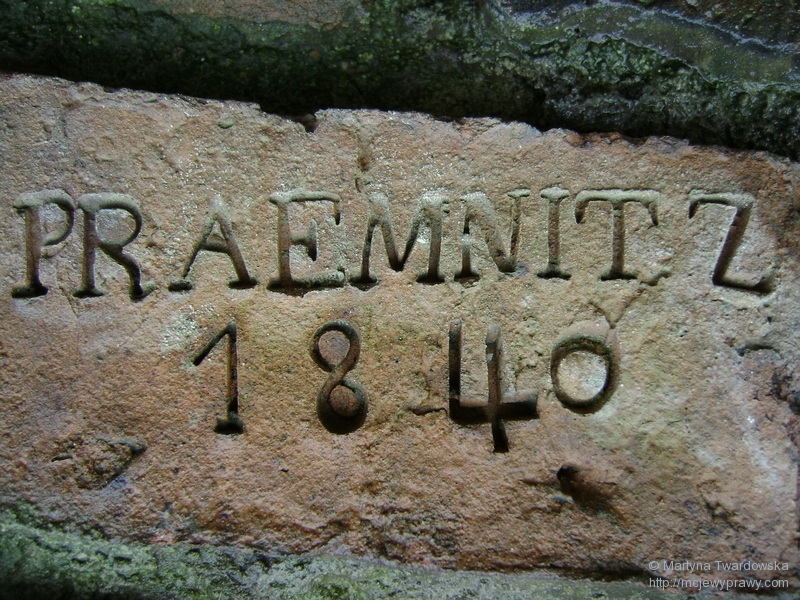 PRAEMNITZ
1840
© Martyna Twardowska
http://mojewyprawy.com